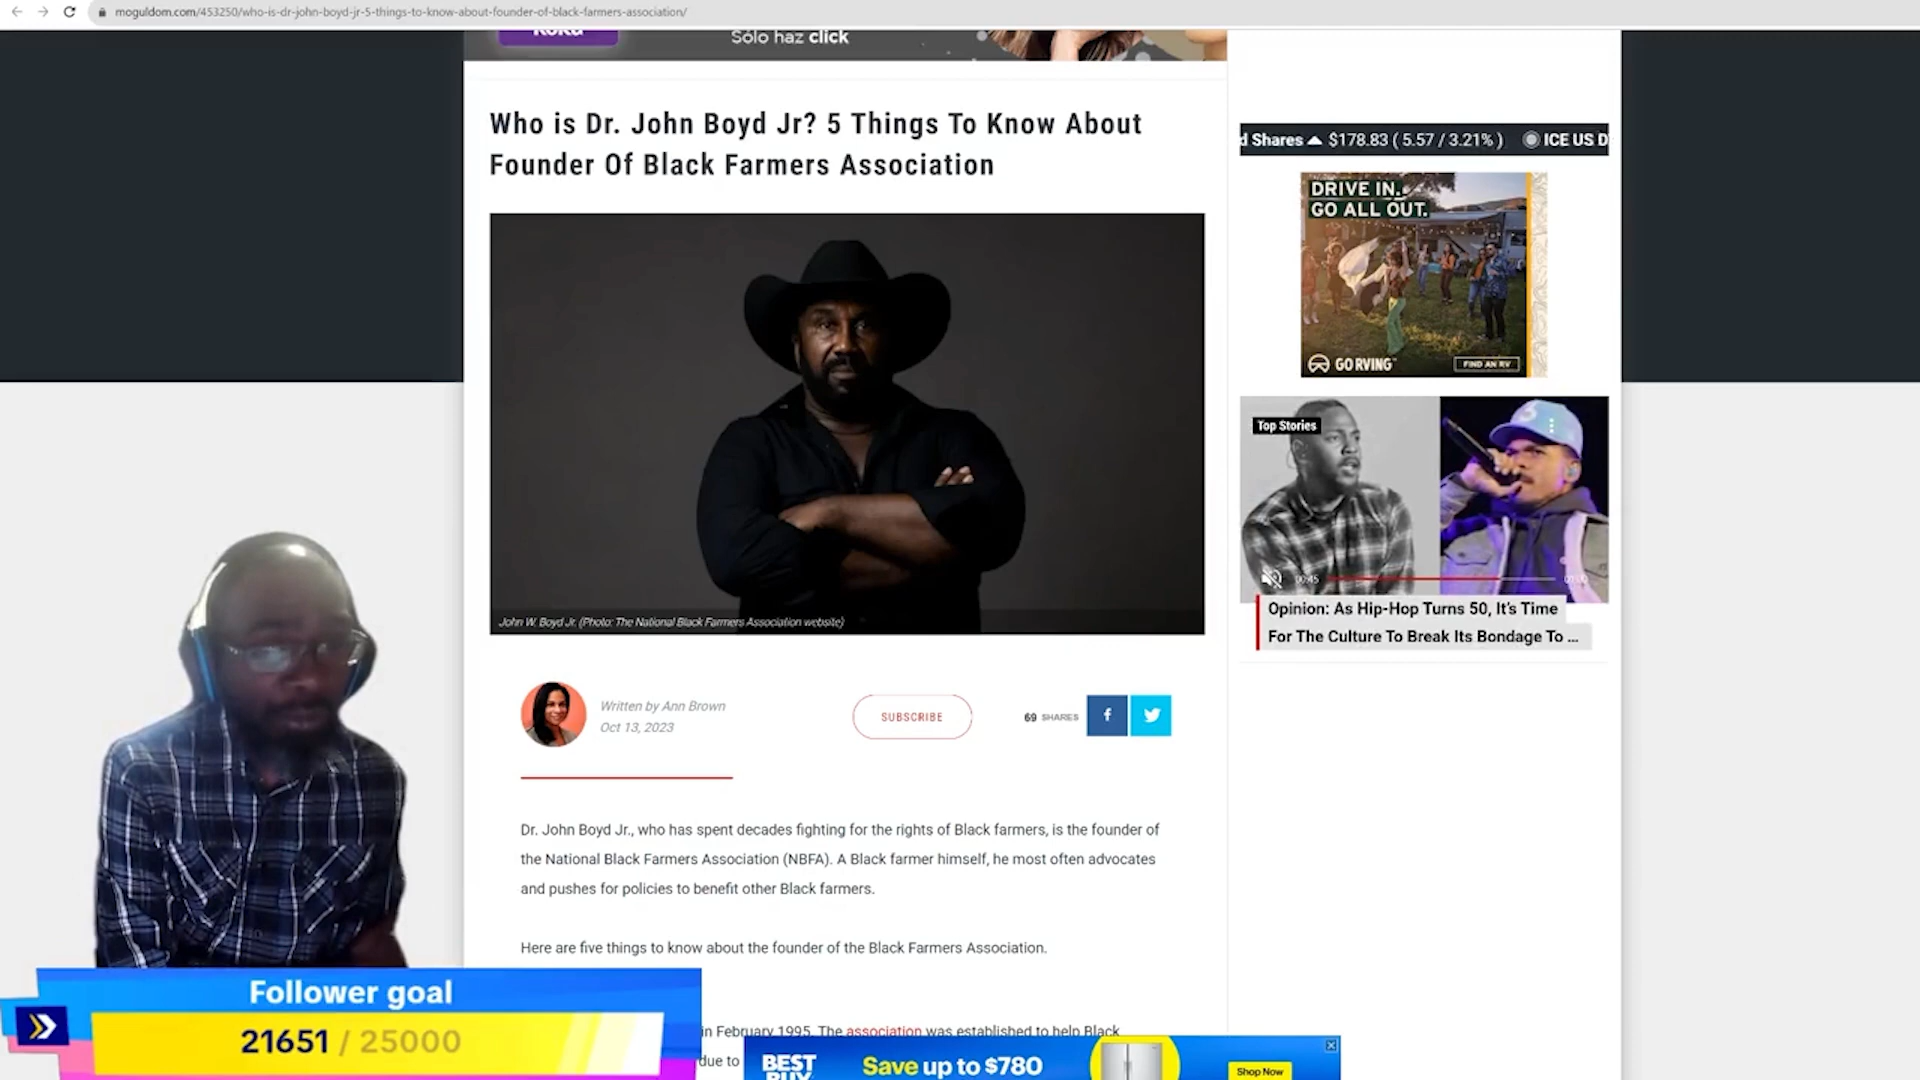 moguldom.com/453250/who-is-dr-john-boyd-jr-5-things-to-know-about-founder-of-black-farmers-association/
Roku
Sólo haz click
Who is Dr. John Boyd Jr? 5 Things To Know About
Founder Of Black Farmers Association
John W. Boyd Jr. (Photo: The National Black Farmers Association website)
Written by Ann Brown
Oct 13, 2023
SUBSCRIBE
69 SHARES
Dr. John Boyd Jr., who has spent decades fighting for the rights of Black farmers, is the founder of
the National Black Farmers Association (NBFA). A Black farmer himself, he most often advocates
and pushes for policies to benefit other Black farmers.
Here are five things to know about the founder of the Black Farmers Association.
in February 1995. The association was established to help Black
due to
d Shares $178.83 ( 5.57 / 3.21% ) ICE US D
DRIVE IN.
GO ALL OUT.
GO RVING
FIND AN RV
Top Stories
00:45
Opinion: As Hip-Hop Turns 50, It's Time
For The Culture To Break Its Bondage To ...
Follower goal
21651 / 25000
BEST
BUY
Save up to $780
Shop Now